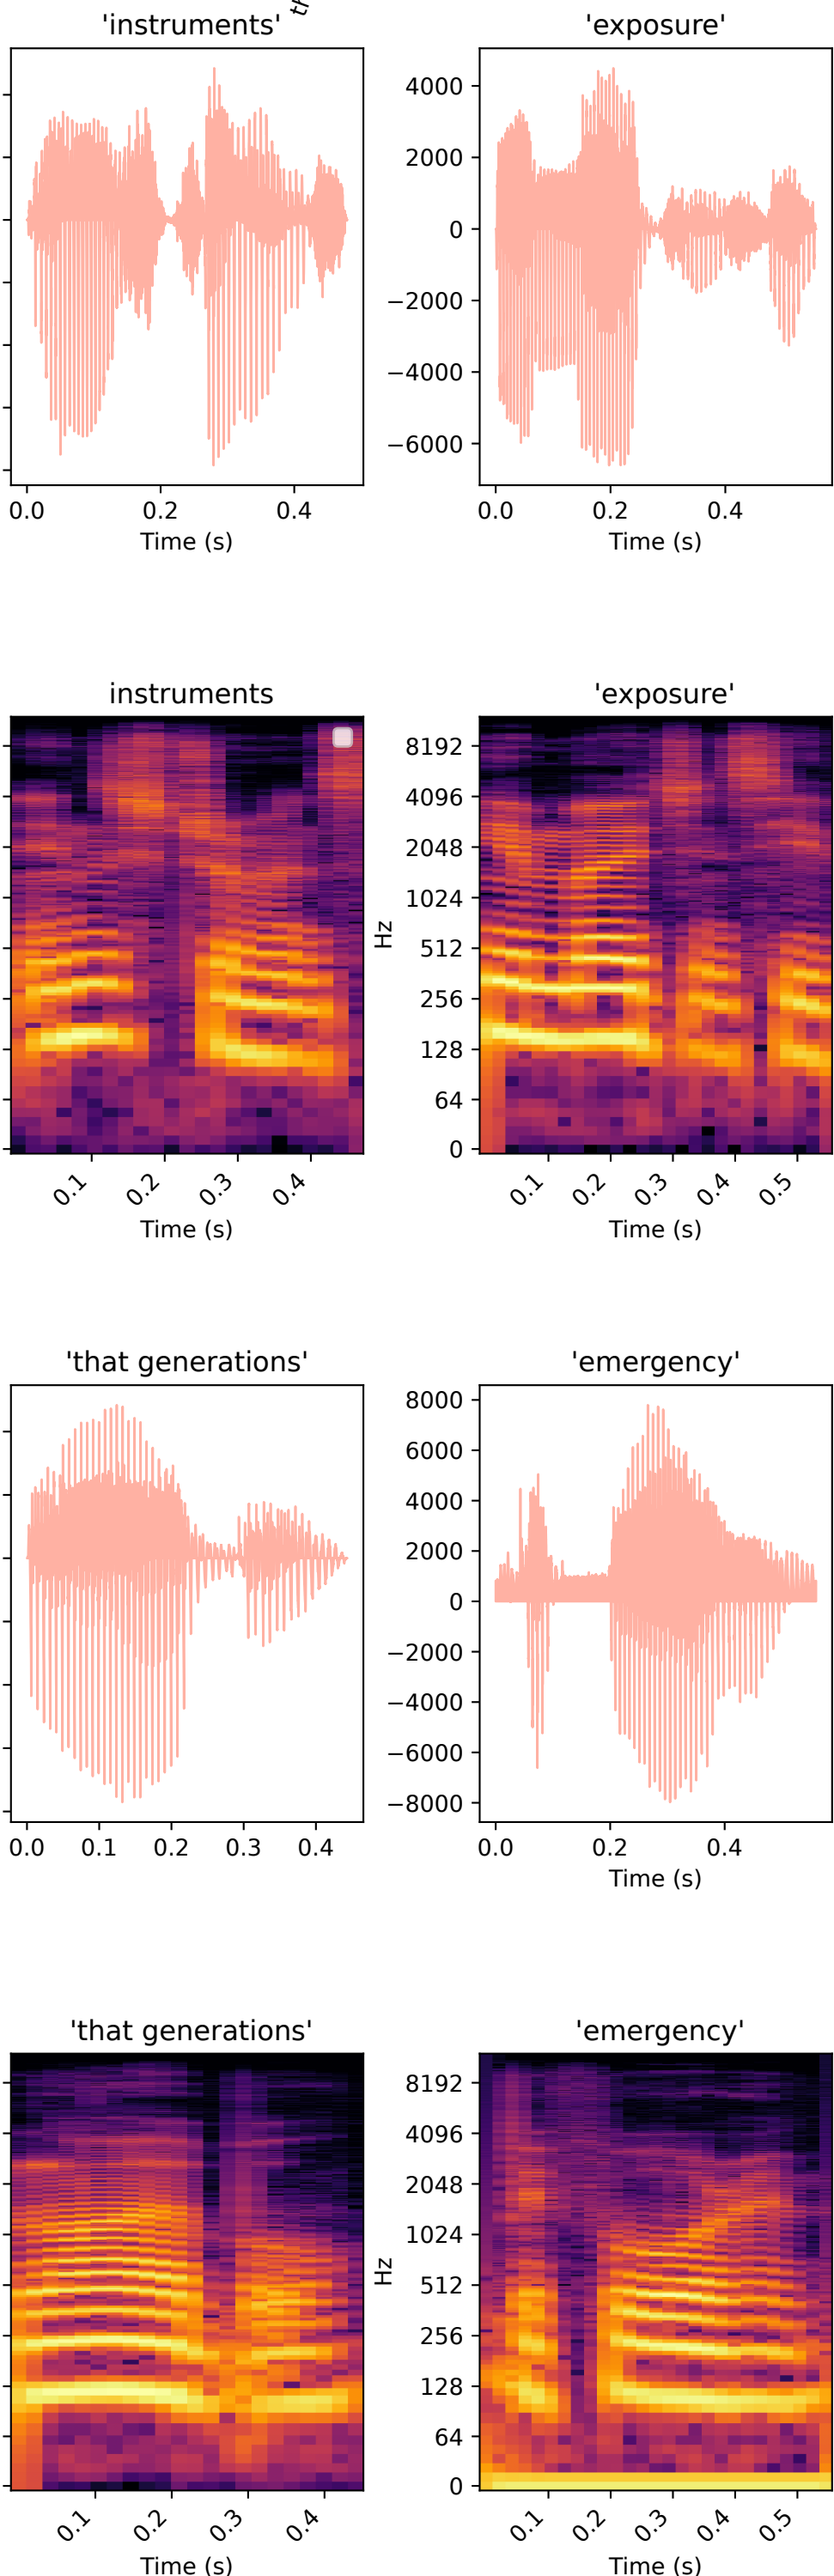 'instruments' th
'exposure'
4000
2000
0
−2000
−4000
−6000
0.0 0.2 0.4
Time (s)
0.0 0.2 0.4
Time (s)
instruments
'exposure'
8192
4096
2048
1024
512
256
128
64
0
Hz
0.1 0.2 0.3 0.4
Time (s)
0.1 0.2 0.3 0.4 0.5
Time (s)
'that generations'
'emergency'
8000
6000
4000
2000
0
−2000
−4000
−6000
−8000
0.0 0.1 0.2 0.3 0.4
0.0 0.2 0.4
Time (s)
'that generations'
'emergency'
8192
4096
2048
1024
512
256
128
64
0
Hz
0.1 0.2 0.3 0.4
Time (s)
0.1 0.2 0.3 0.4 0.5
Time (s)